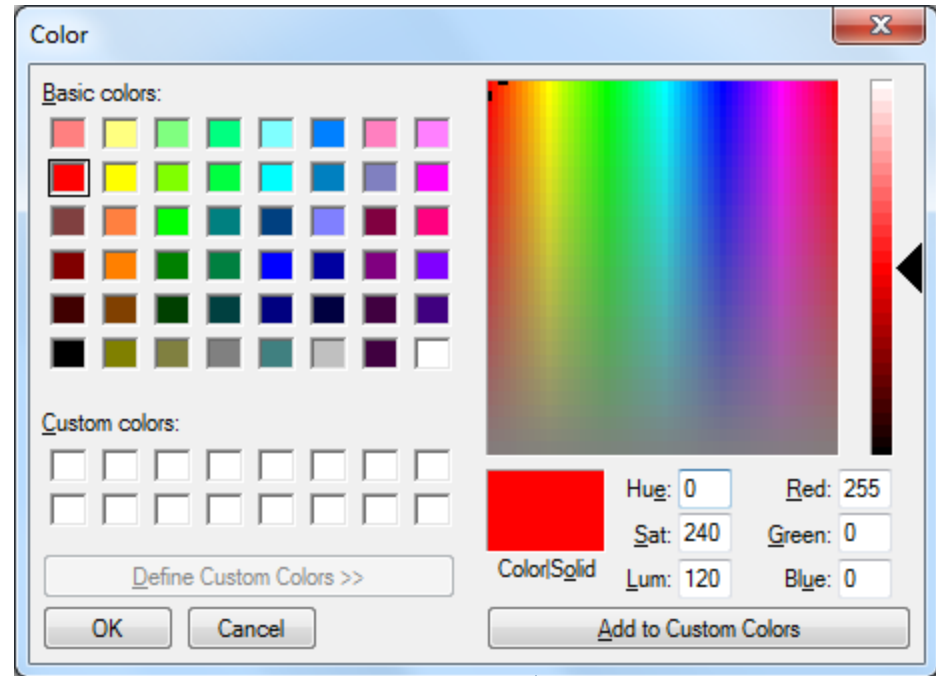 Color
Basic colors:
Custom colors:
Define Custom Colors >>
OK Cancel
Color|Solid
Hue: 0 Red: 255
Sat: 240 Green: 0
Lum: 120 Blue: 0
Add to Custom Colors